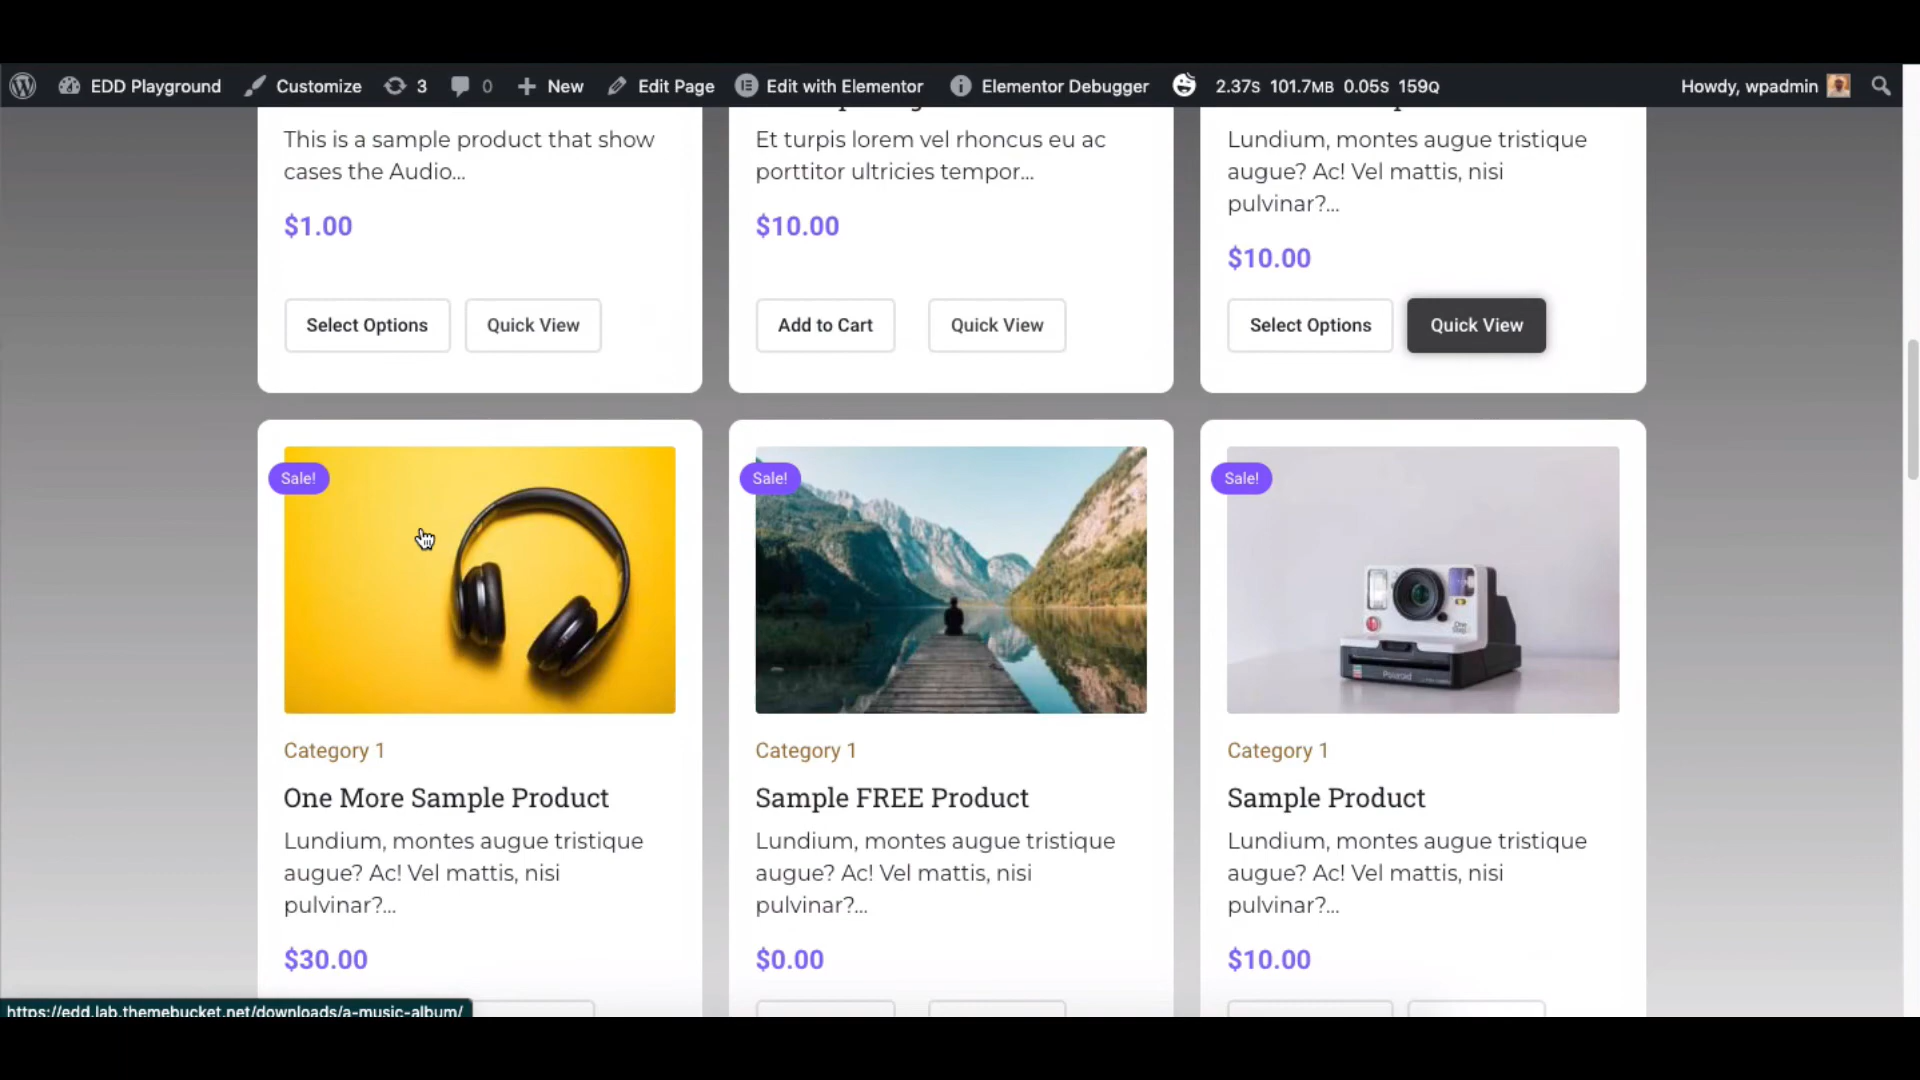 EDD Playground Customize 3 0 New Edit Page Edit with Elementor Elementor Debugger 2.37S 101.7MB 0.05S 159Q Howdy, wpadmin
This is a sample product that show
cases the Audio...
$1.00
Select Options Quick View
Et turpis lorem vel rhoncus eu ac
porttitor ultricies tempor...
$10.00
Add to Cart Quick View
Lundium, montes augue tristique
augue? Ac! Vel mattis, nisi
pulvinar?...
$10.00
Select Options Quick View
Sale!
Category 1
One More Sample Product
Lundium, montes augue tristique
augue? Ac! Vel mattis, nisi
pulvinar?...
$30.00
Sale!
Category 1
Sample FREE Product
Lundium, montes augue tristique
augue? Ac! Vel mattis, nisi
pulvinar?...
$0.00
Sale!
One
Step
Polaroid
Category 1
Sample Product
Lundium, montes augue tristique
augue? Ac! Vel mattis, nisi
pulvinar?...
$10.00
https://edd.lab.themebucket.net/downloads/a-music-album/